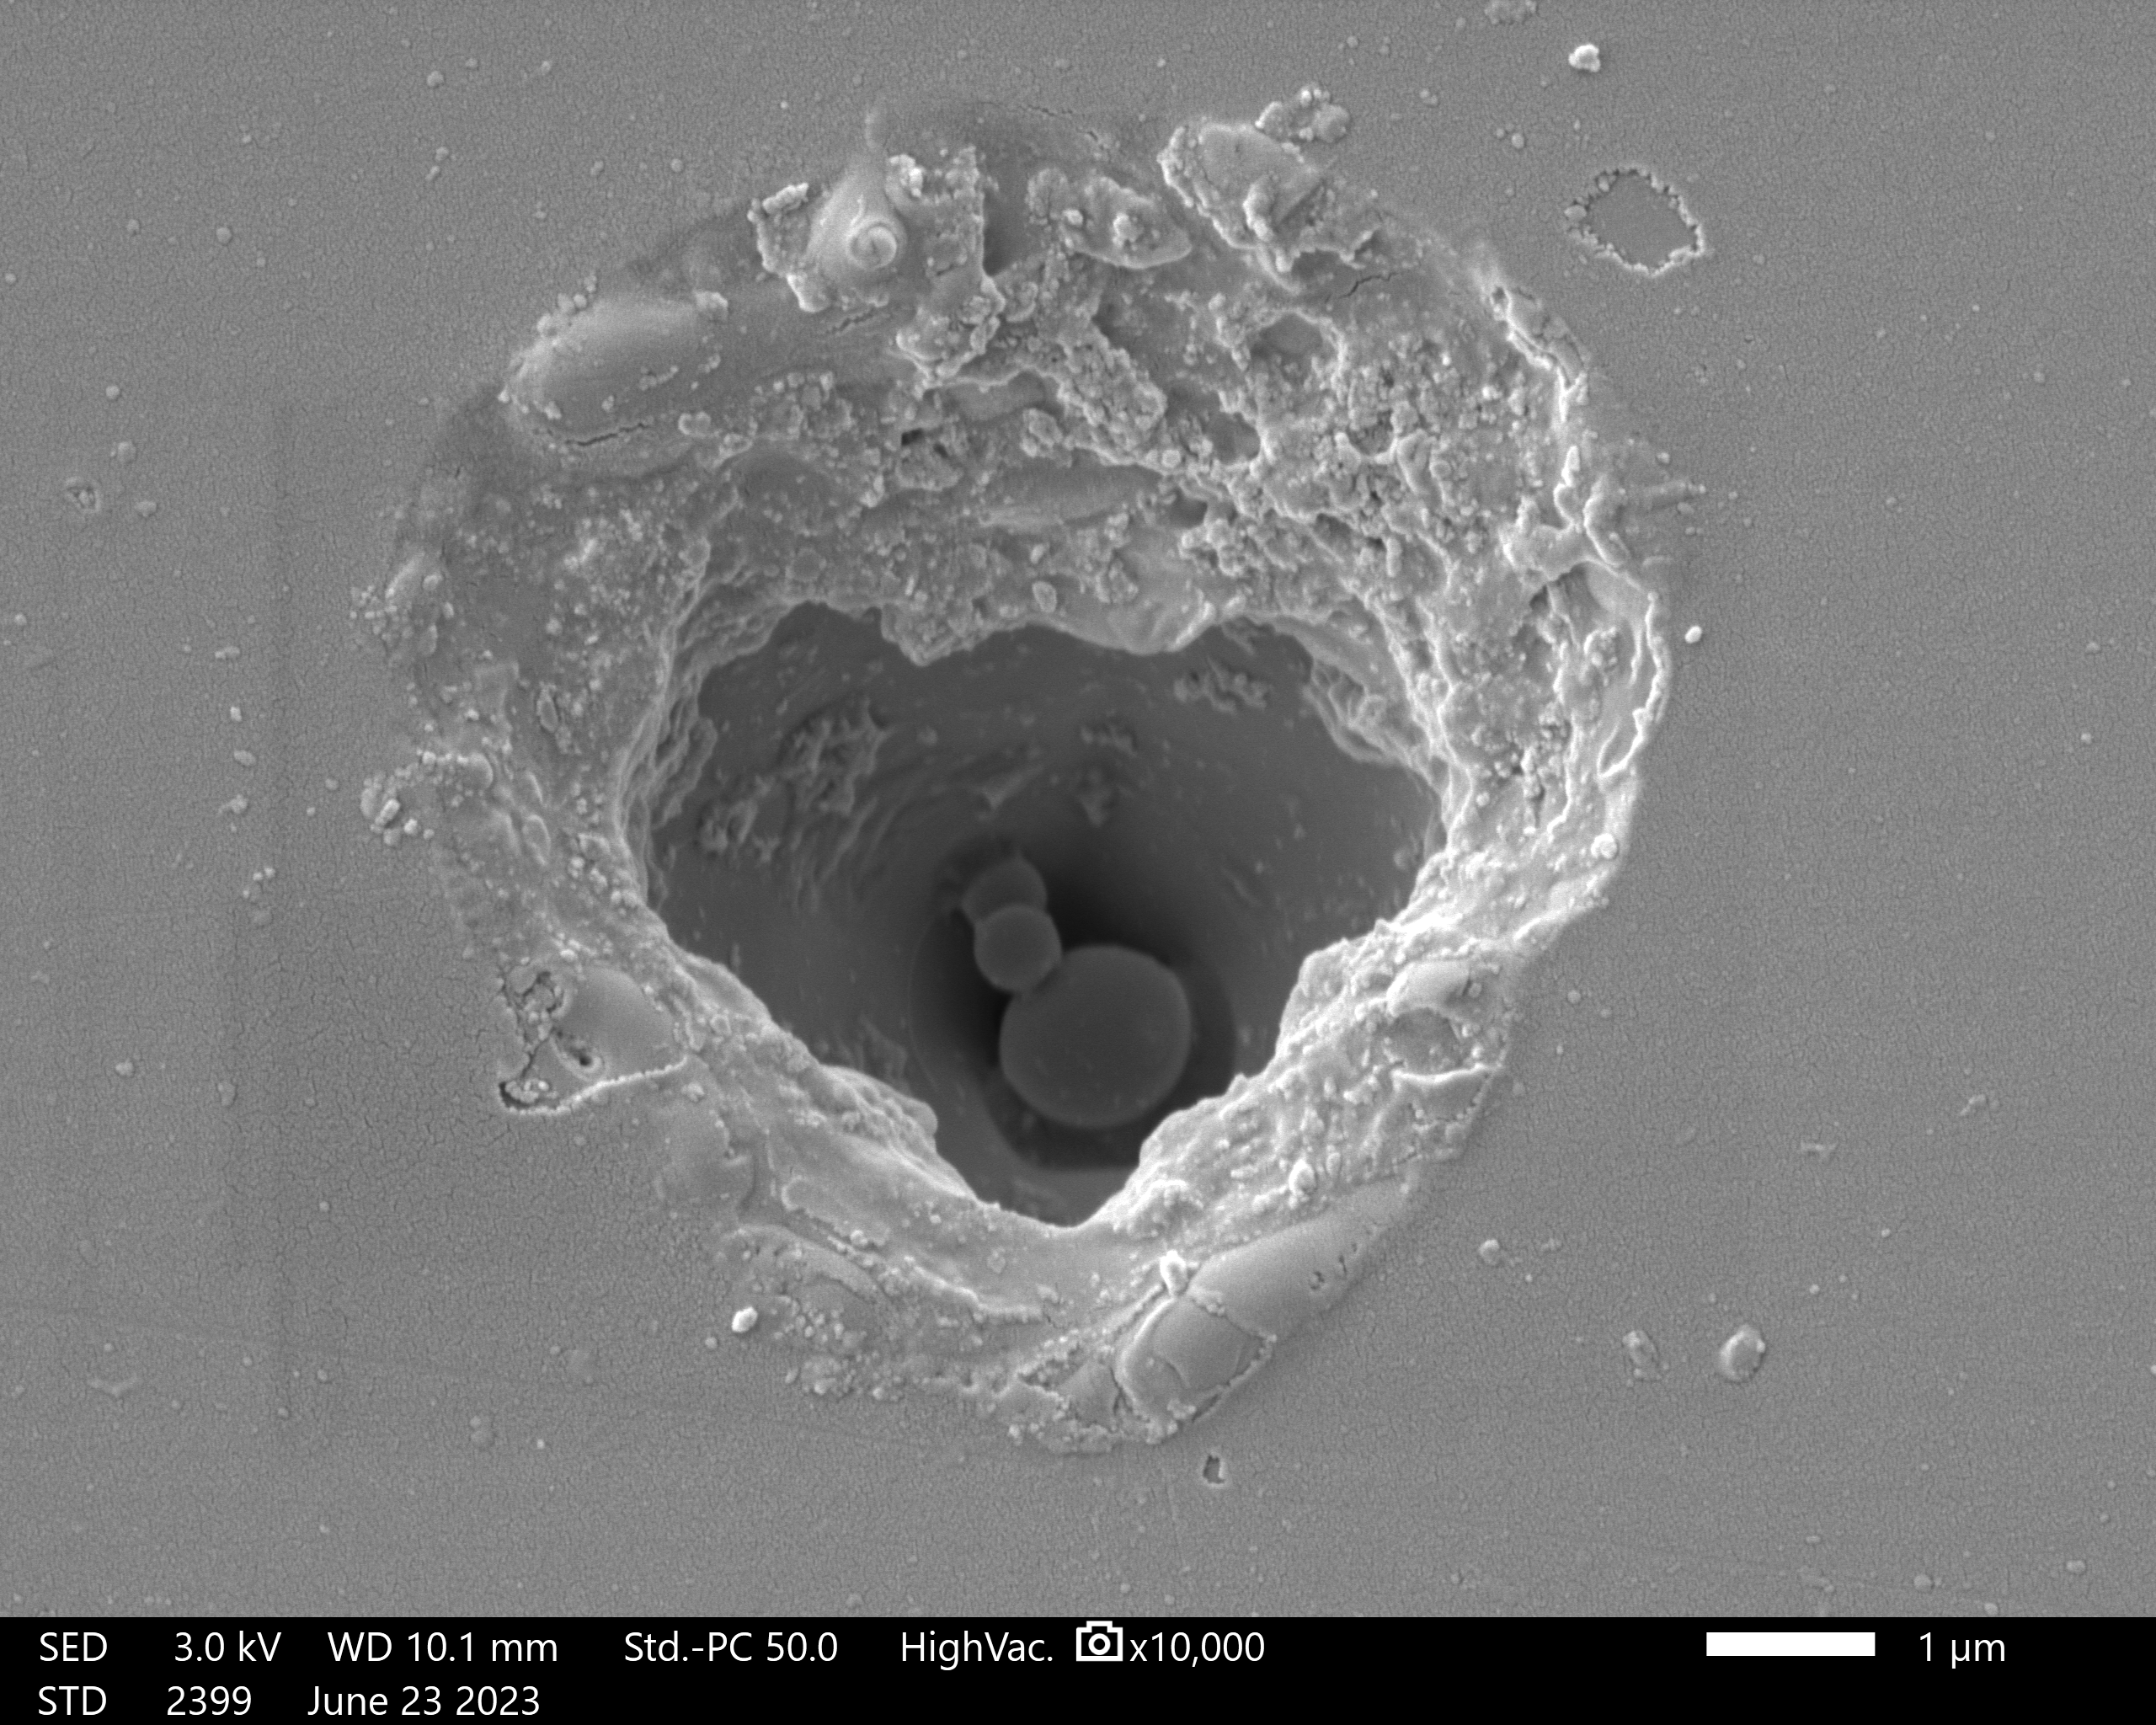 SED 3.0 kV WD 10.1 mm Std.-PC 50.0 HighVac. x10,000 1 µm
STD 2399 June 23 2023